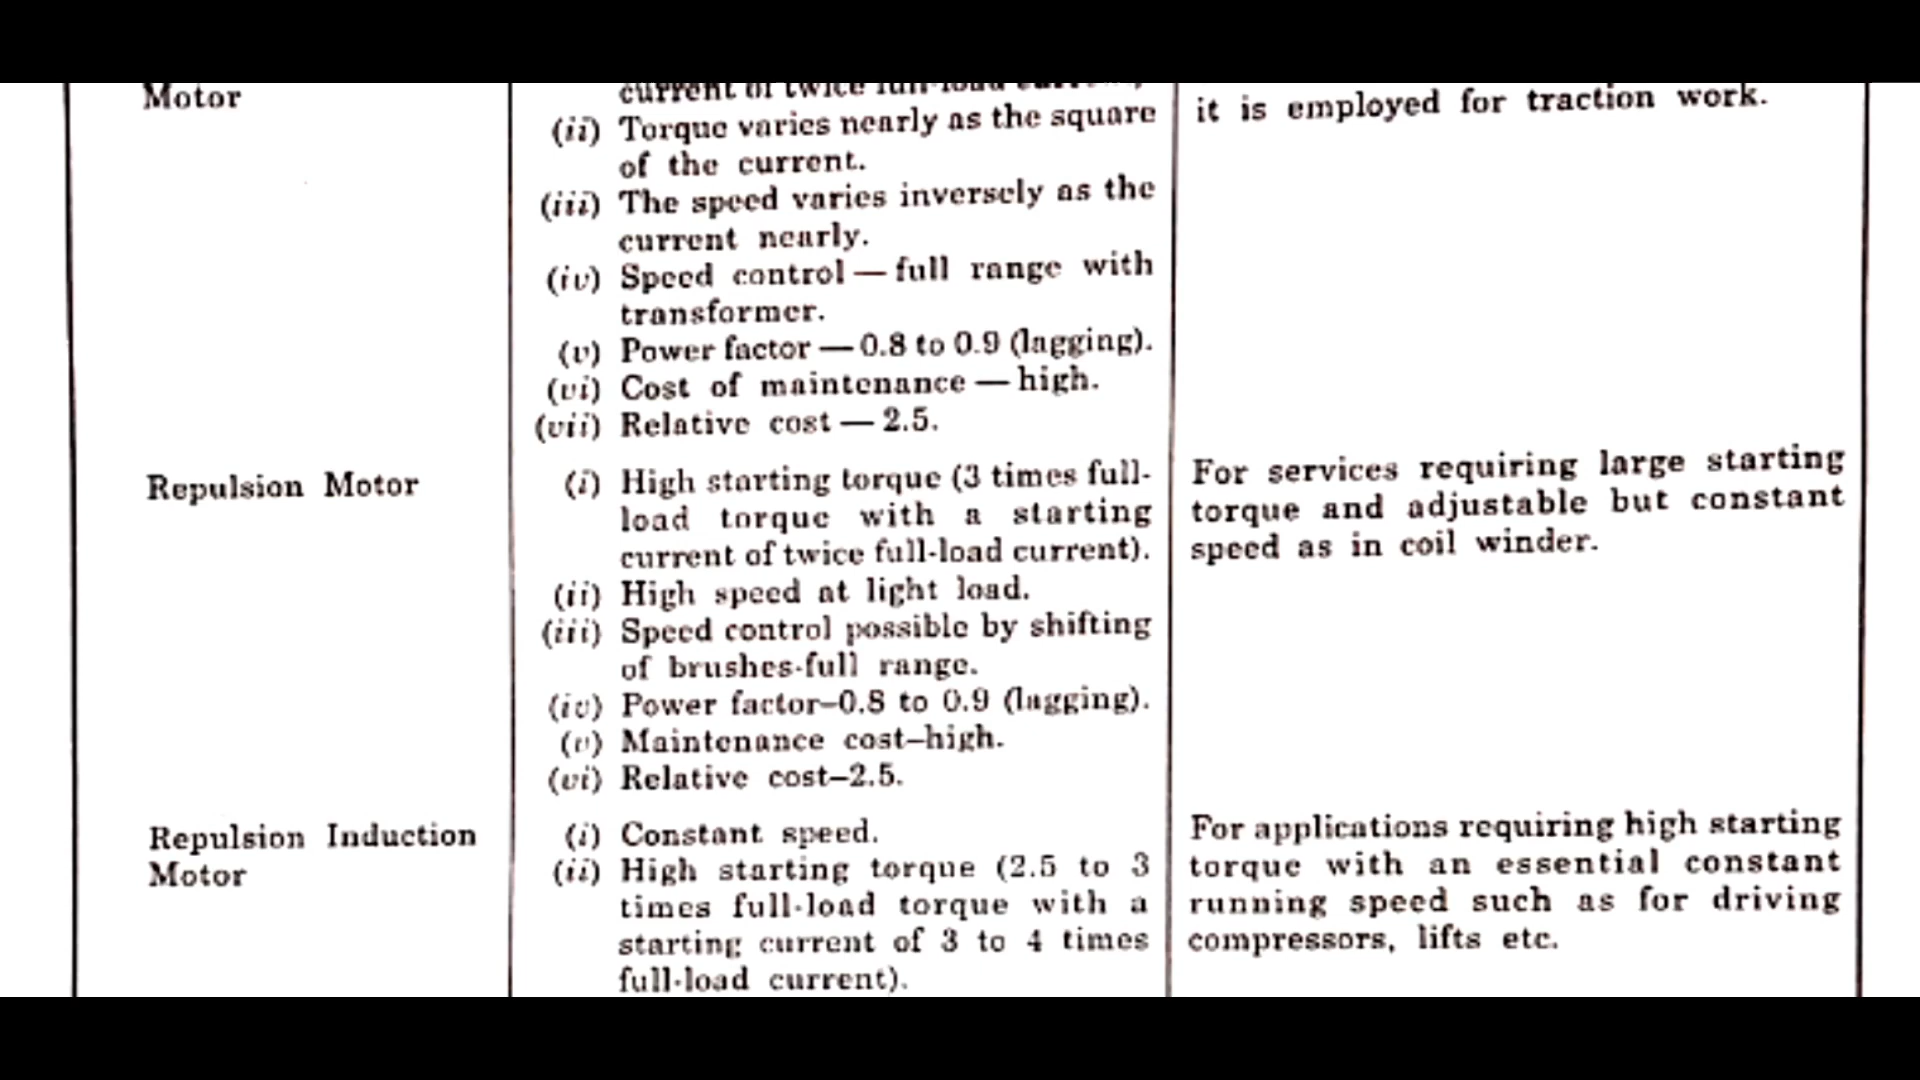 Motor
current of twice full-load current,
(ii) Torque varies nearly as the square
of the current.
(iii) The speed varies inversely as the
current nearly.
(iv) Speed control — full range with
transformer.
(v) Power factor — 0.8 to 0.9 (lagging).
(vi) Cost of maintenance — high.
(vii) Relative cost — 2.5.
it is employed for traction work.
Repulsion Motor
(i) High starting torque (3 times full-
load torque with a starting
current of twice full-load current).
(ii) High speed at light load.
(iii) Speed control possible by shifting
of brushes-full range.
(iv) Power factor–0.8 to 0.9 (lagging).
(v) Maintenance cost–high.
(vi) Relative cost–2.5.
For services requiring large starting
torque and adjustable but constant
speed as in coil winder.
Repulsion Induction
Motor
(i) Constant speed.
(ii) High starting torque (2.5 to 3
times full-load torque with a
starting current of 3 to 4 times
full-load current).
For applications requiring high starting
torque with an essential constant
running speed such as for driving
compressors, lifts etc.